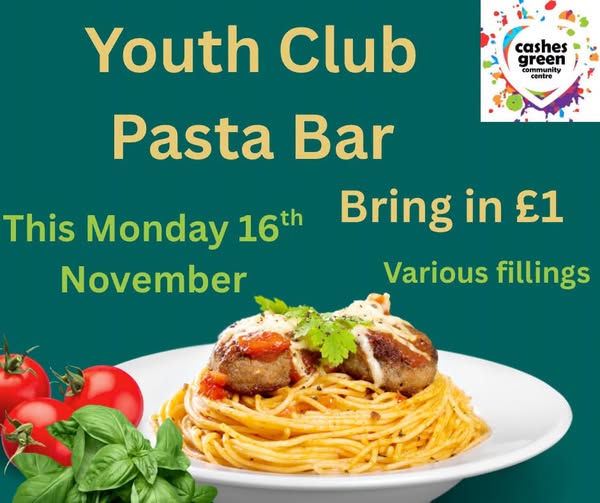 Youth Club
Pasta Bar
cashes
green
community
centre
This Monday 16th
November
Bring in £1
Various fillings